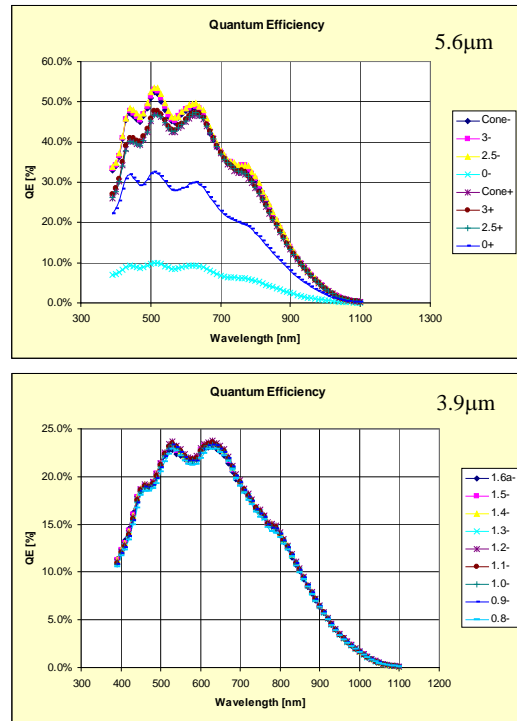 Quantum Efficiency
5.6µm
60.0%
50.0%
40.0%
30.0%
20.0%
10.0%
0.0%
QE [%]
300 500 700 900 1100 1300
Wavelength [nm]
Cone-
3-
2.5-
0-
Cone+
3+
2.5+
0+
Quantum Efficiency
3.9µm
25.0%
20.0%
15.0%
10.0%
5.0%
0.0%
QE [%]
300 400 500 600 700 800 900 1000 1100 1200
Wavelength [nm]
1.6a-
1.5-
1.4-
1.3-
1.2-
1.1-
1.0-
0.9-
0.8-